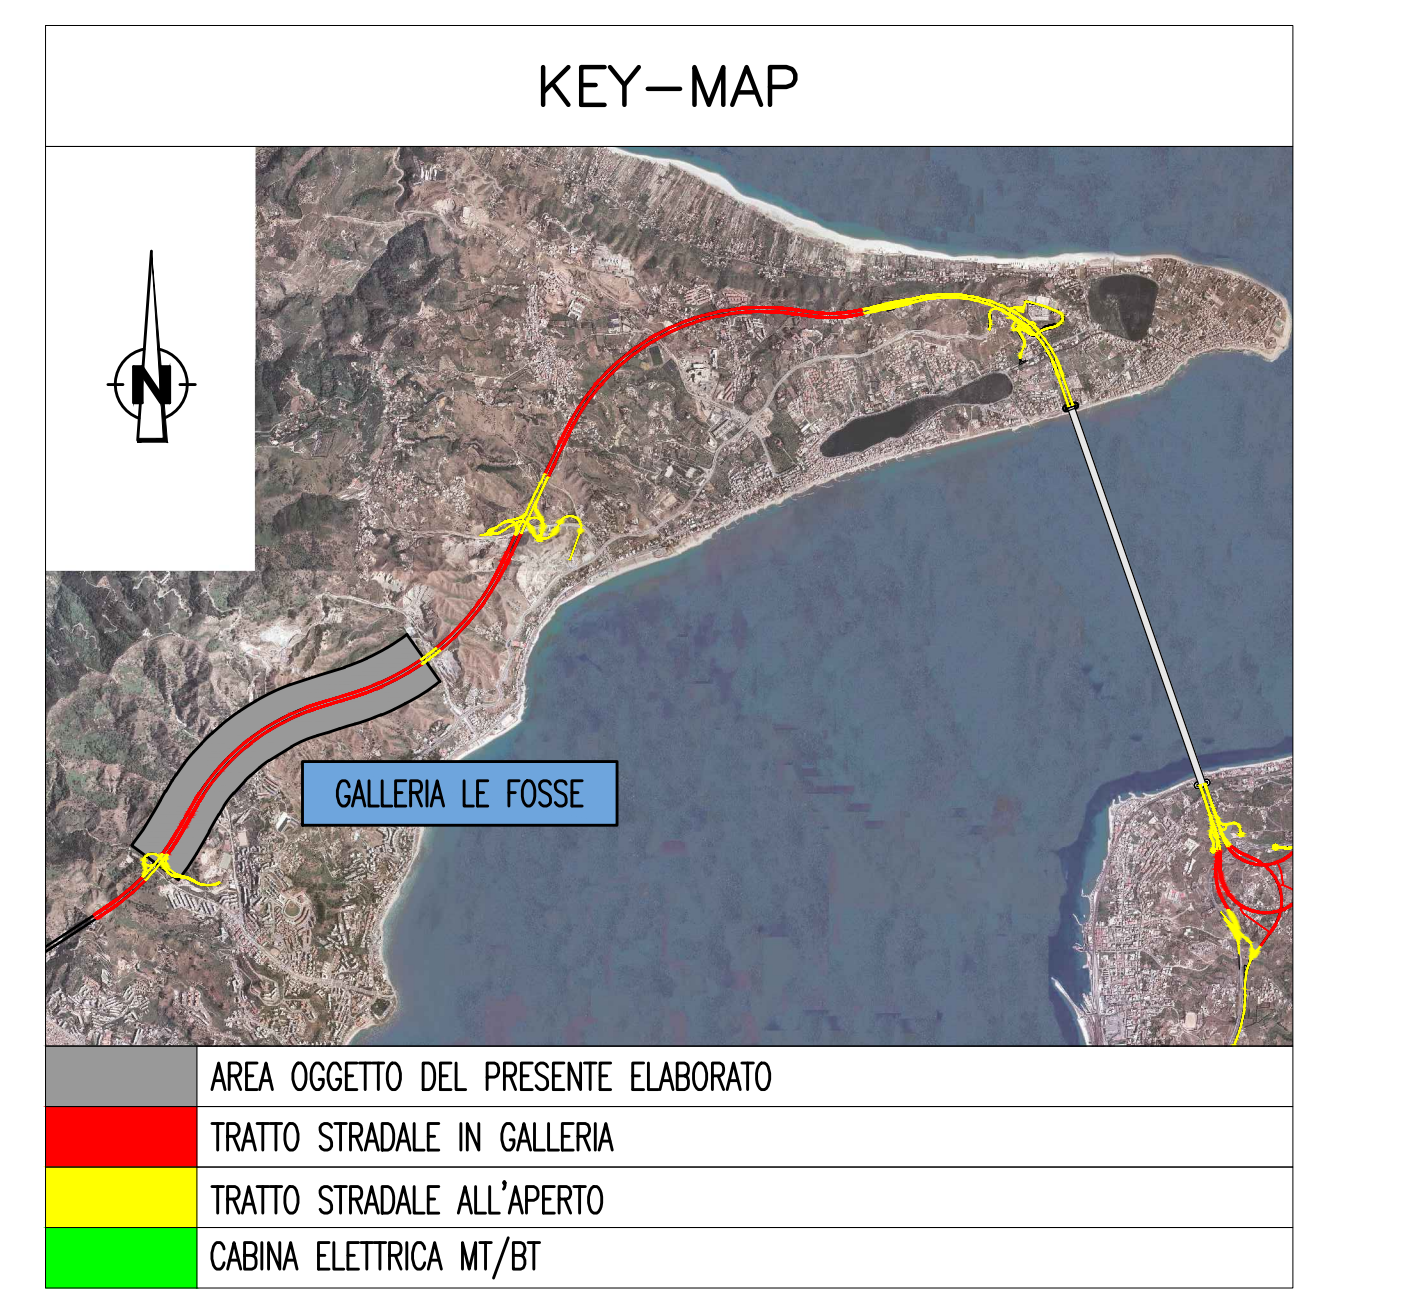 KEY-MAP
N
GALLERIA LE FOSSE
AREA OGGETTO DEL PRESENTE ELABORATO
TRATTO STRADALE IN GALLERIA
TRATTO STRADALE ALL'APERTO
CABINA ELETTRICA MT/BT